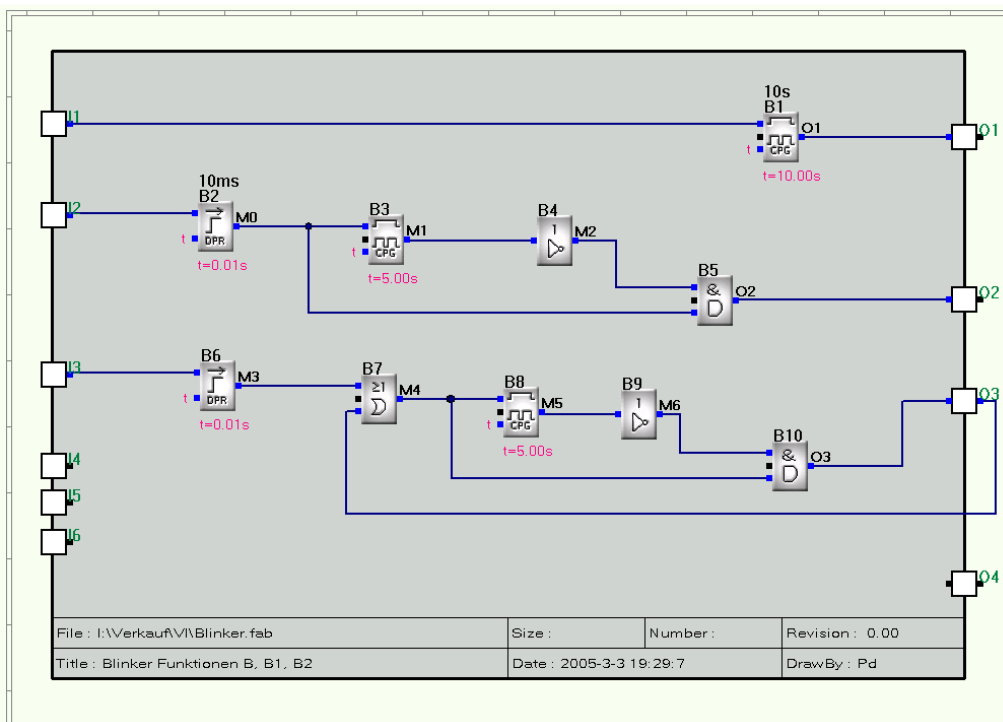 I1
10s
B1
O1
CPG
t
t=10.00s
O1
I2
10ms
B2
M0
DPR
t
t=0.01s
B3
M1
CPG
t
t=5.00s
B4
1
M2
B5
&
O2
O2
I3
B6
M3
DPR
t
t=0.01s
B7
≥1
M4
B8
M5
CPG
t
t=5.00s
B9
1
M6
B10
&
O3
O3
I4
I5
I6
O4
File : I:\Verkauf\VI\Blinker.fab
Size :
Number :
Revision : 0.00
Title : Blinker Funktionen B, B1, B2
Date : 2005-3-3 19:29:7
DrawBy : Pd